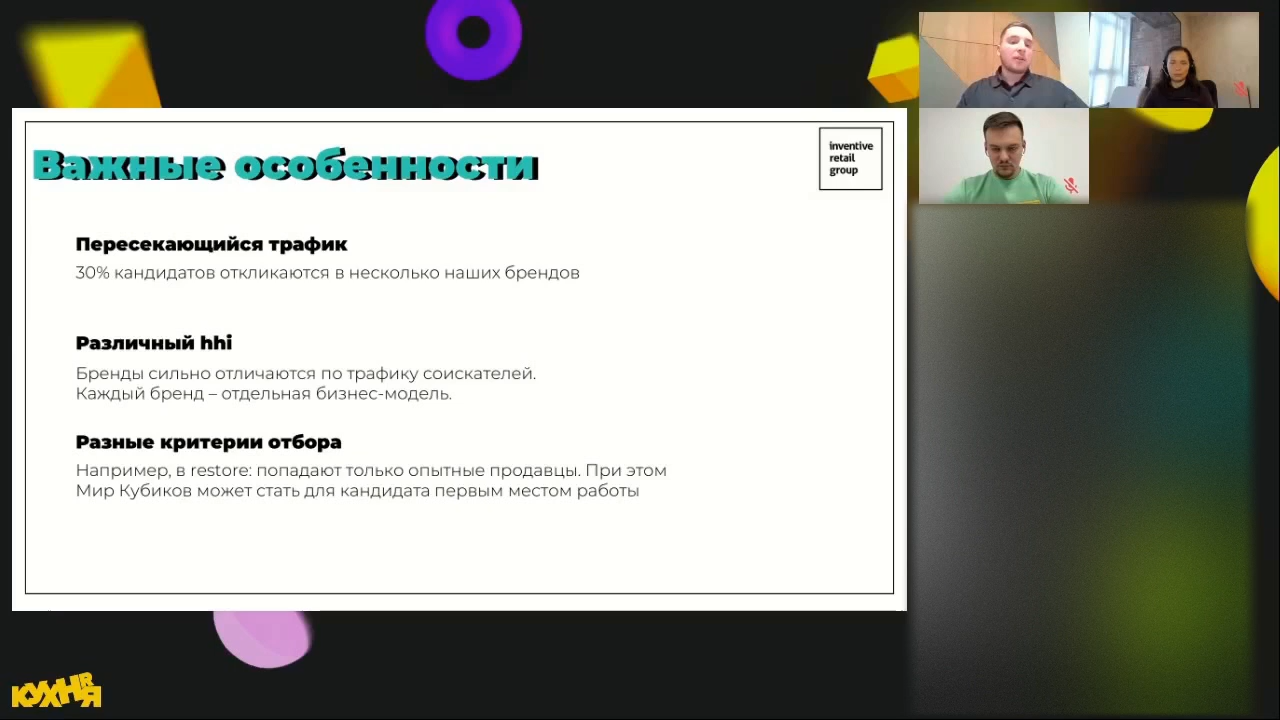 Важные особенности
inventive
retail
group
Пересекающийся трафик
30% кандидатов откликаются в несколько наших брендов
Различный hhi
Бренды сильно отличаются по трафику соискателей.
Каждый бренд – отдельная бизнес-модель.
Разные критерии отбора
Например, в restore: попадают только опытные продавцы. При этом
Мир Кубиков может стать для кандидата первым местом работы
КУХНЯ